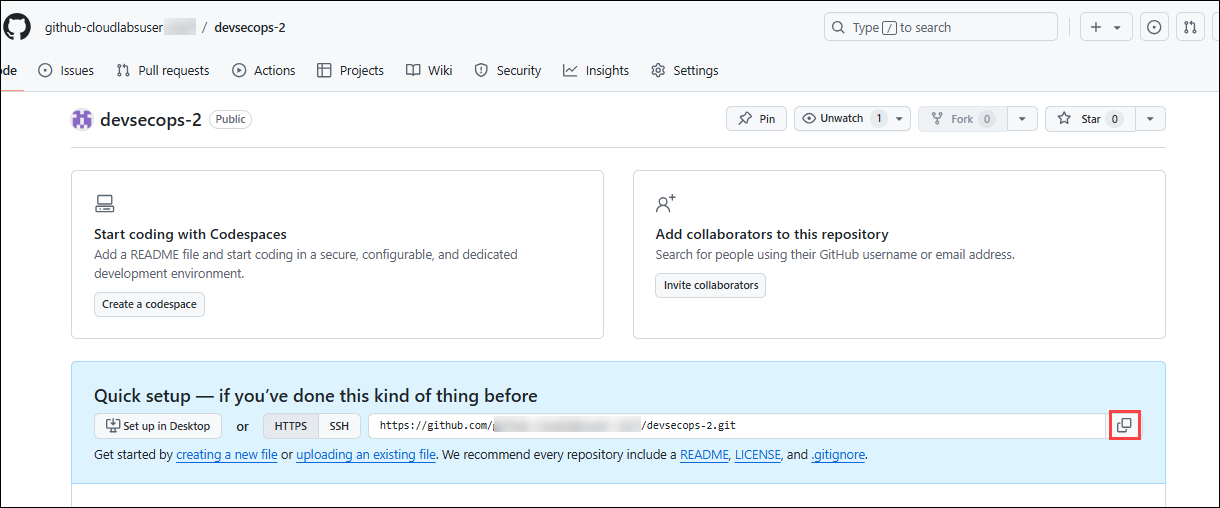 github-cloudlabsuser / devsecops-2
Type / to search
ode Issues Pull requests Actions Projects Wiki Security Insights Settings
devsecops-2 Public
Pin Unwatch 1 Fork 0 Star 0
Start coding with Codespaces
Add a README file and start coding in a secure, configurable, and dedicated
development environment.
Create a codespace
Add collaborators to this repository
Search for people using their GitHub username or email address.
Invite collaborators
Quick setup — if you’ve done this kind of thing before
Set up in Desktop or HTTPS SSH https://github.com/ /devsecops-2.git
Get started by creating a new file or uploading an existing file. We recommend every repository include a README, LICENSE, and .gitignore.